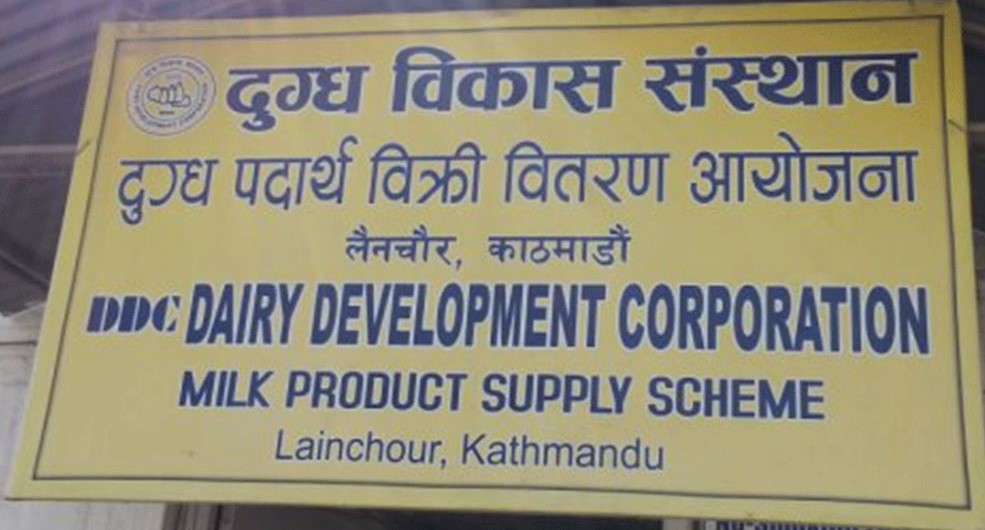 दुग्ध विकास संस्थान
दुग्ध पदार्थ विक्री वितरण आयोजना
लैनचौर, काठमाडौं
DDC DAIRY DEVELOPMENT CORPORATION
MILK PRODUCT SUPPLY SCHEME
Lainchour, Kathmandu